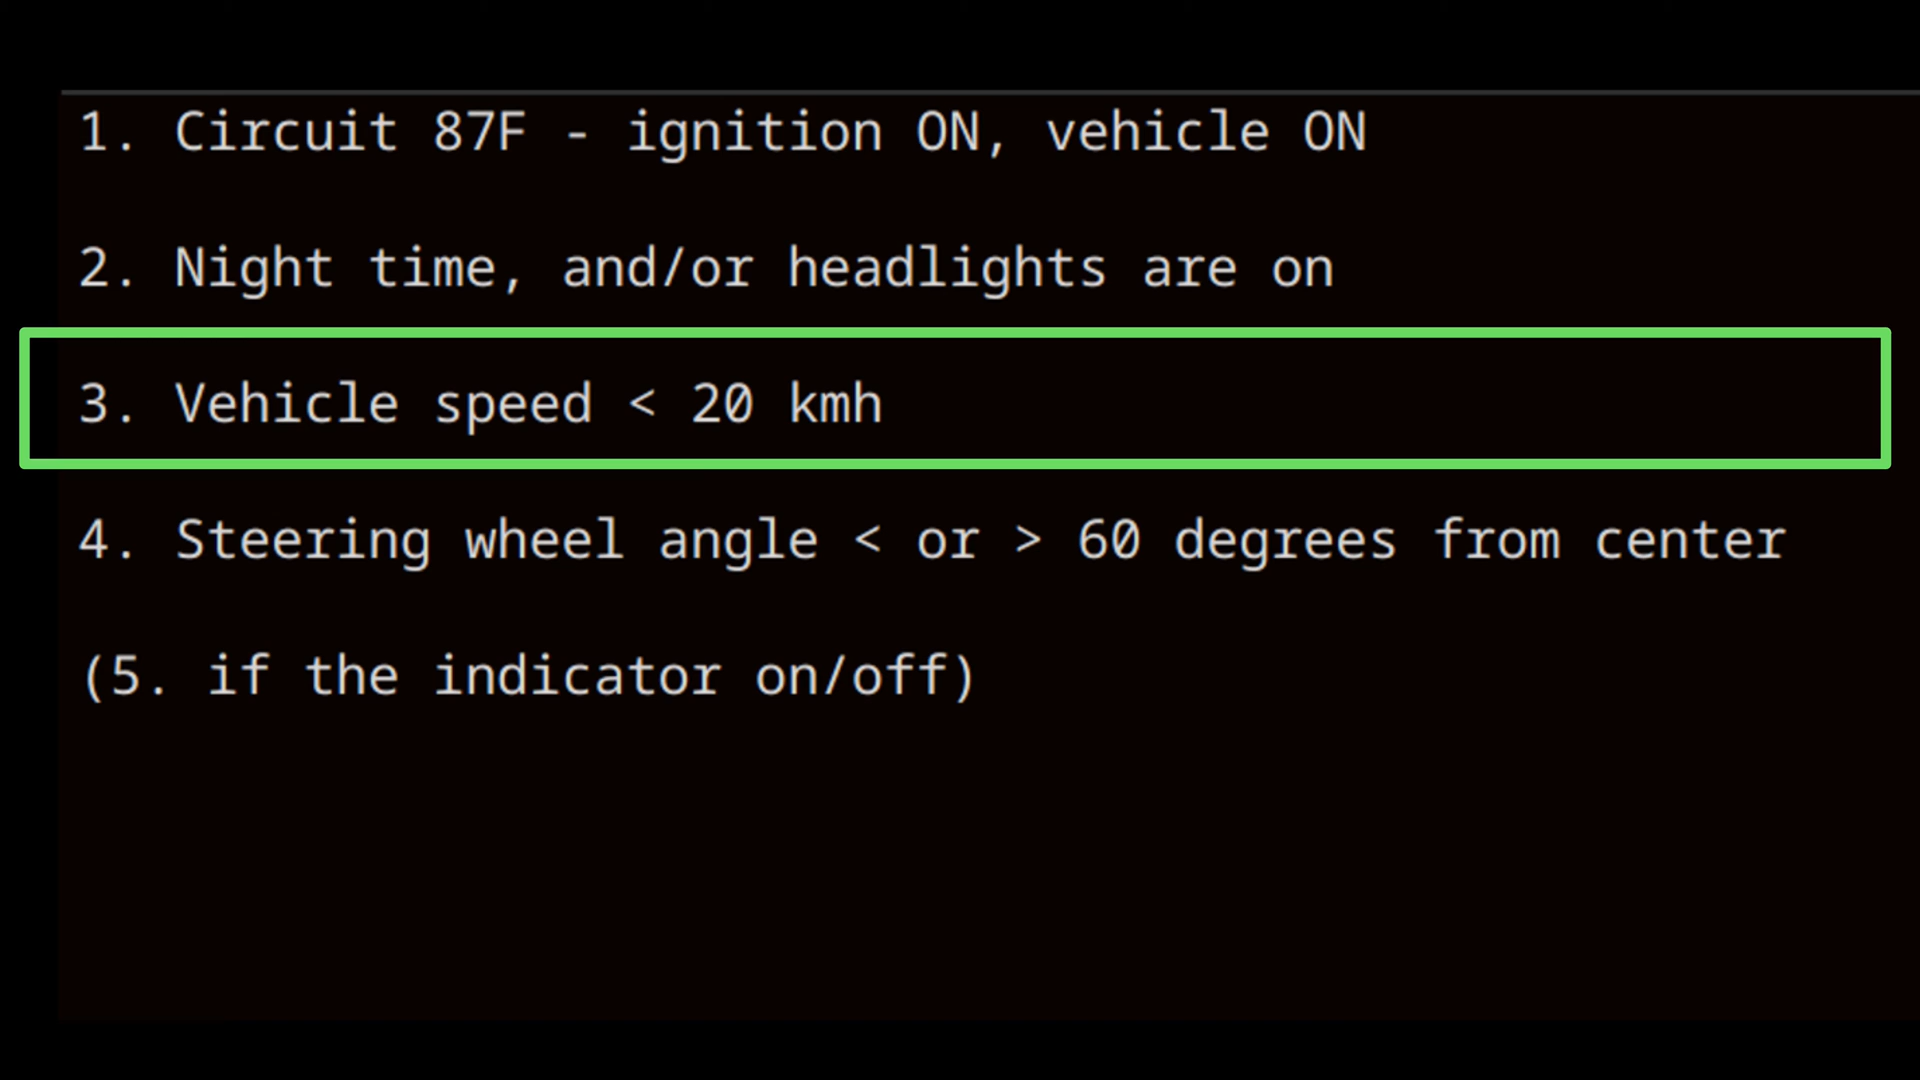 1. Circuit 87F - ignition ON, vehicle ON
2. Night time, and/or headlights are on
3. Vehicle speed < 20 kmh
4. Steering wheel angle < or > 60 degrees from center
(5. if the indicator on/off)